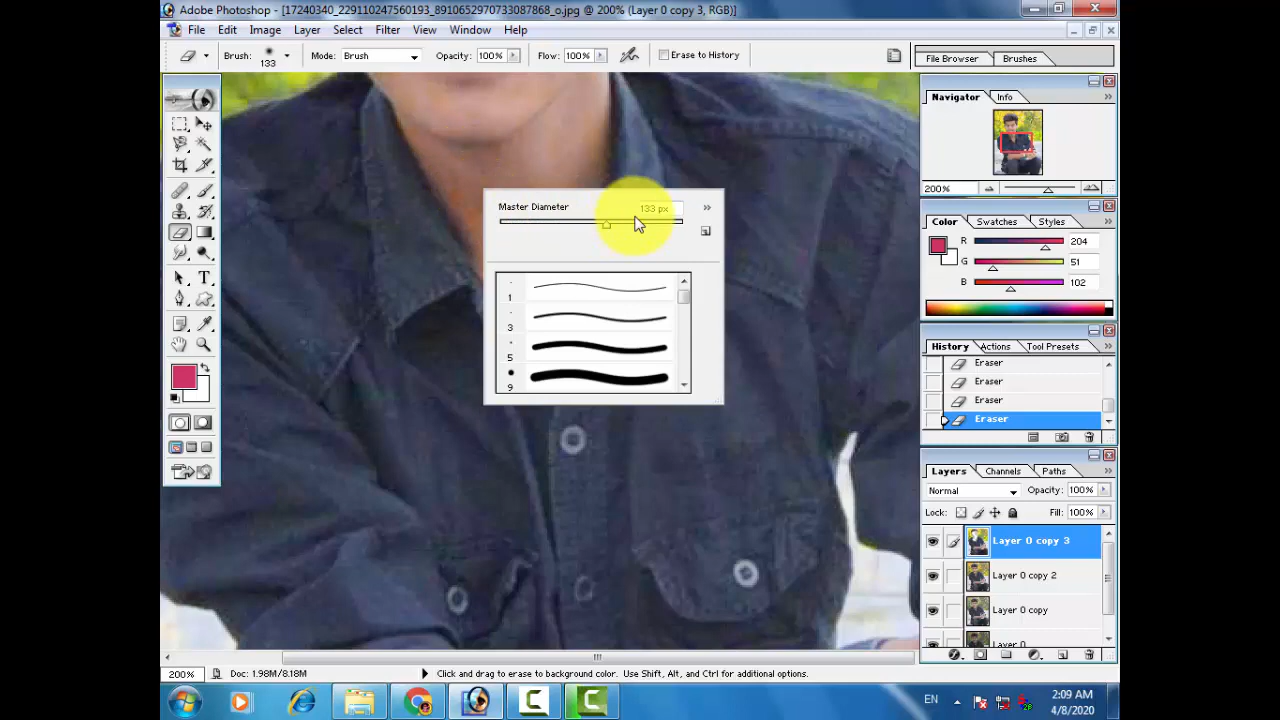 Adobe Photoshop - [17240340_229110247560193_8910652970733087868_o.jpg @ 200% (Layer 0 copy 3, RGB)]
File Edit Image Layer Select Filter View Window Help
Brush: 133 Mode: Brush Opacity: 100% Flow: 100% Erase to History File Browser Brushes
Navigator Info
200%
Color Swatches Styles
R 204
G 51
B 102
Master Diameter 133 px
1
3
5
9
History Actions Tool Presets
Eraser
Eraser
Eraser
Eraser
Layers Channels Paths
Normal Opacity: 100%
Lock: Fill: 100%
Layer 0 copy 3
Layer 0 copy 2
Layer 0 copy
Layer 0
200% Doc: 1.98M/8.18M Click and drag to erase to background color. Use Shift, Alt, and Ctrl for additional options.
EN 2:09 AM
4/8/2020